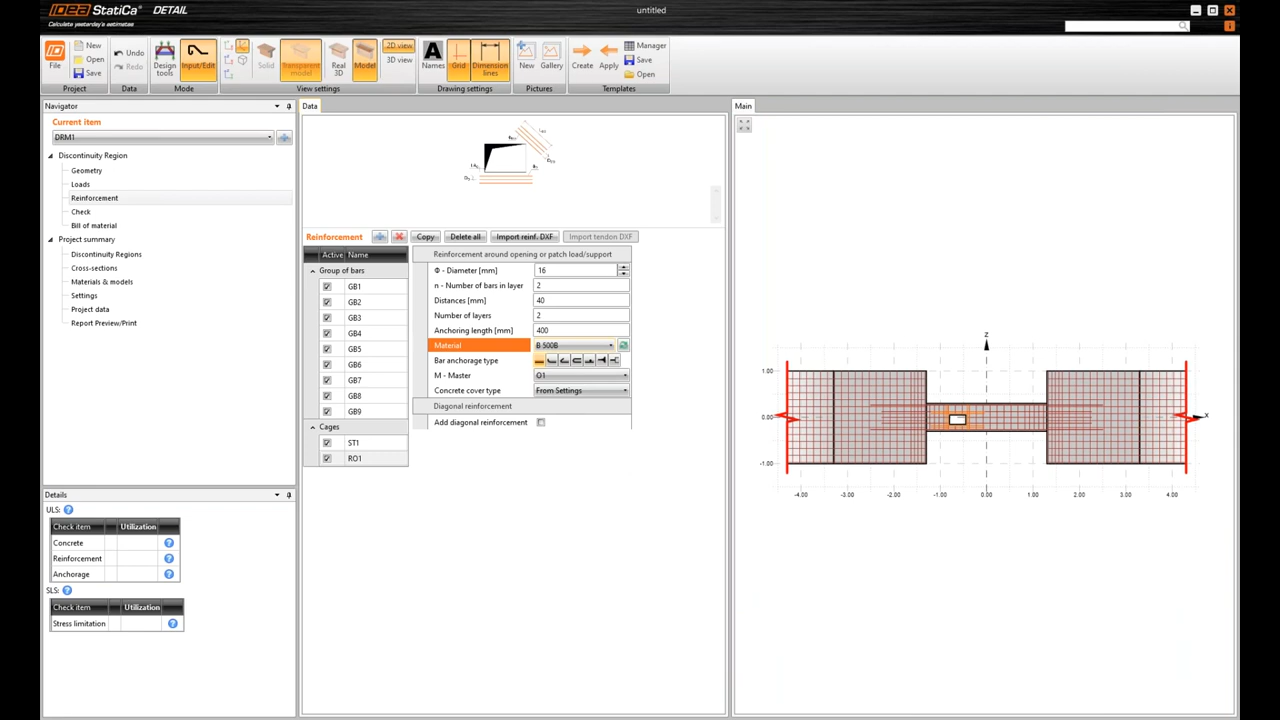 IDEA StatiCa® DETAIL
Calculate yesterday's estimates
untitled
File
New
Open
Save
Project
Undo
Redo
Data
Design tools
Input/Edit
Mode
Solid
Transparent model
Real 3D
Model
2D view
3D view
View settings
Names
Grid
Dimension lines
Drawing settings
New
Gallery
Pictures
Create
Apply
Manager
Save
Open
Templates
Navigator
Current item
DRM1
Discontinuity Region
Geometry
Loads
Reinforcement
Check
Bill of material
Project summary
Discontinuity Regions
Cross-sections
Materials & models
Settings
Project data
Report Preview/Print
Details
ULS:
Check item Utilization
Concrete
Reinforcement
Anchorage
SLS:
Check item Utilization
Stress limitation
Data
Reinforcement Copy Delete all Import reinf. DXF Import tendon DXF
Active Name
Group of bars
GB1
GB2
GB3
GB4
GB5
GB6
GB7
GB8
GB9
Cages
ST1
RO1
Reinforcement around opening or patch load/support
Φ - Diameter [mm] 16
n - Number of bars in layer 2
Distances [mm] 40
Number of layers 2
Anchoring length [mm] 400
Material B 500B
Bar anchorage type
M - Master O1
Concrete cover type From Settings
Diagonal reinforcement
Add diagonal reinforcement
Main
z
1.00
0.00
x
-1.00
-4.00 -3.00 -2.00 -1.00 0.00 1.00 2.00 3.00 4.00